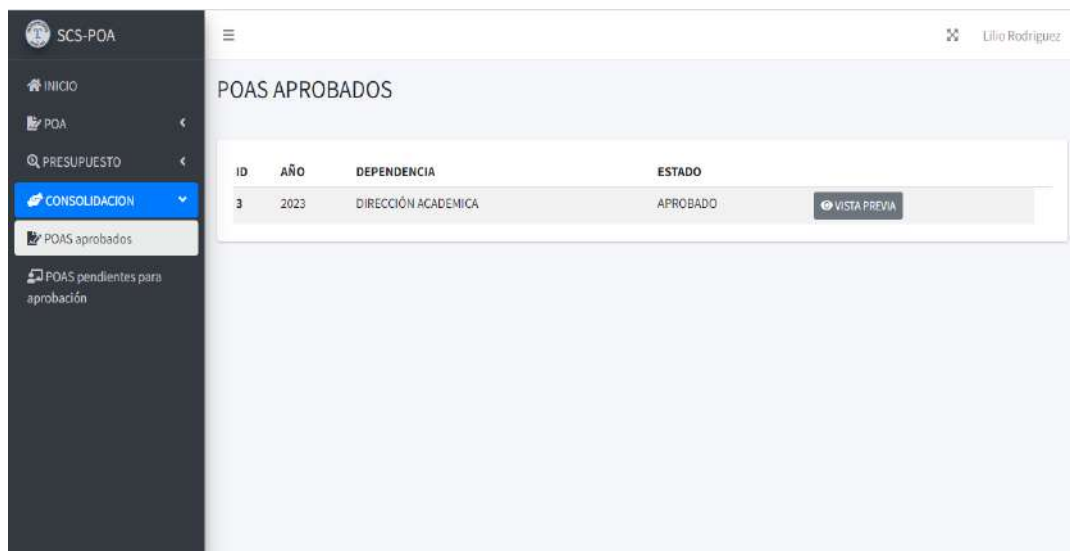 SCS-POA
Lilio Rodriguez
INICIO
POA
PRESUPUESTO
CONSOLIDACION
POAS aprobados
POAS pendientes para
aprobación
POAS APROBADOS
ID AÑO DEPENDENCIA ESTADO
3 2023 DIRECCIÓN ACADEMICA APROBADO VISTA PREVIA